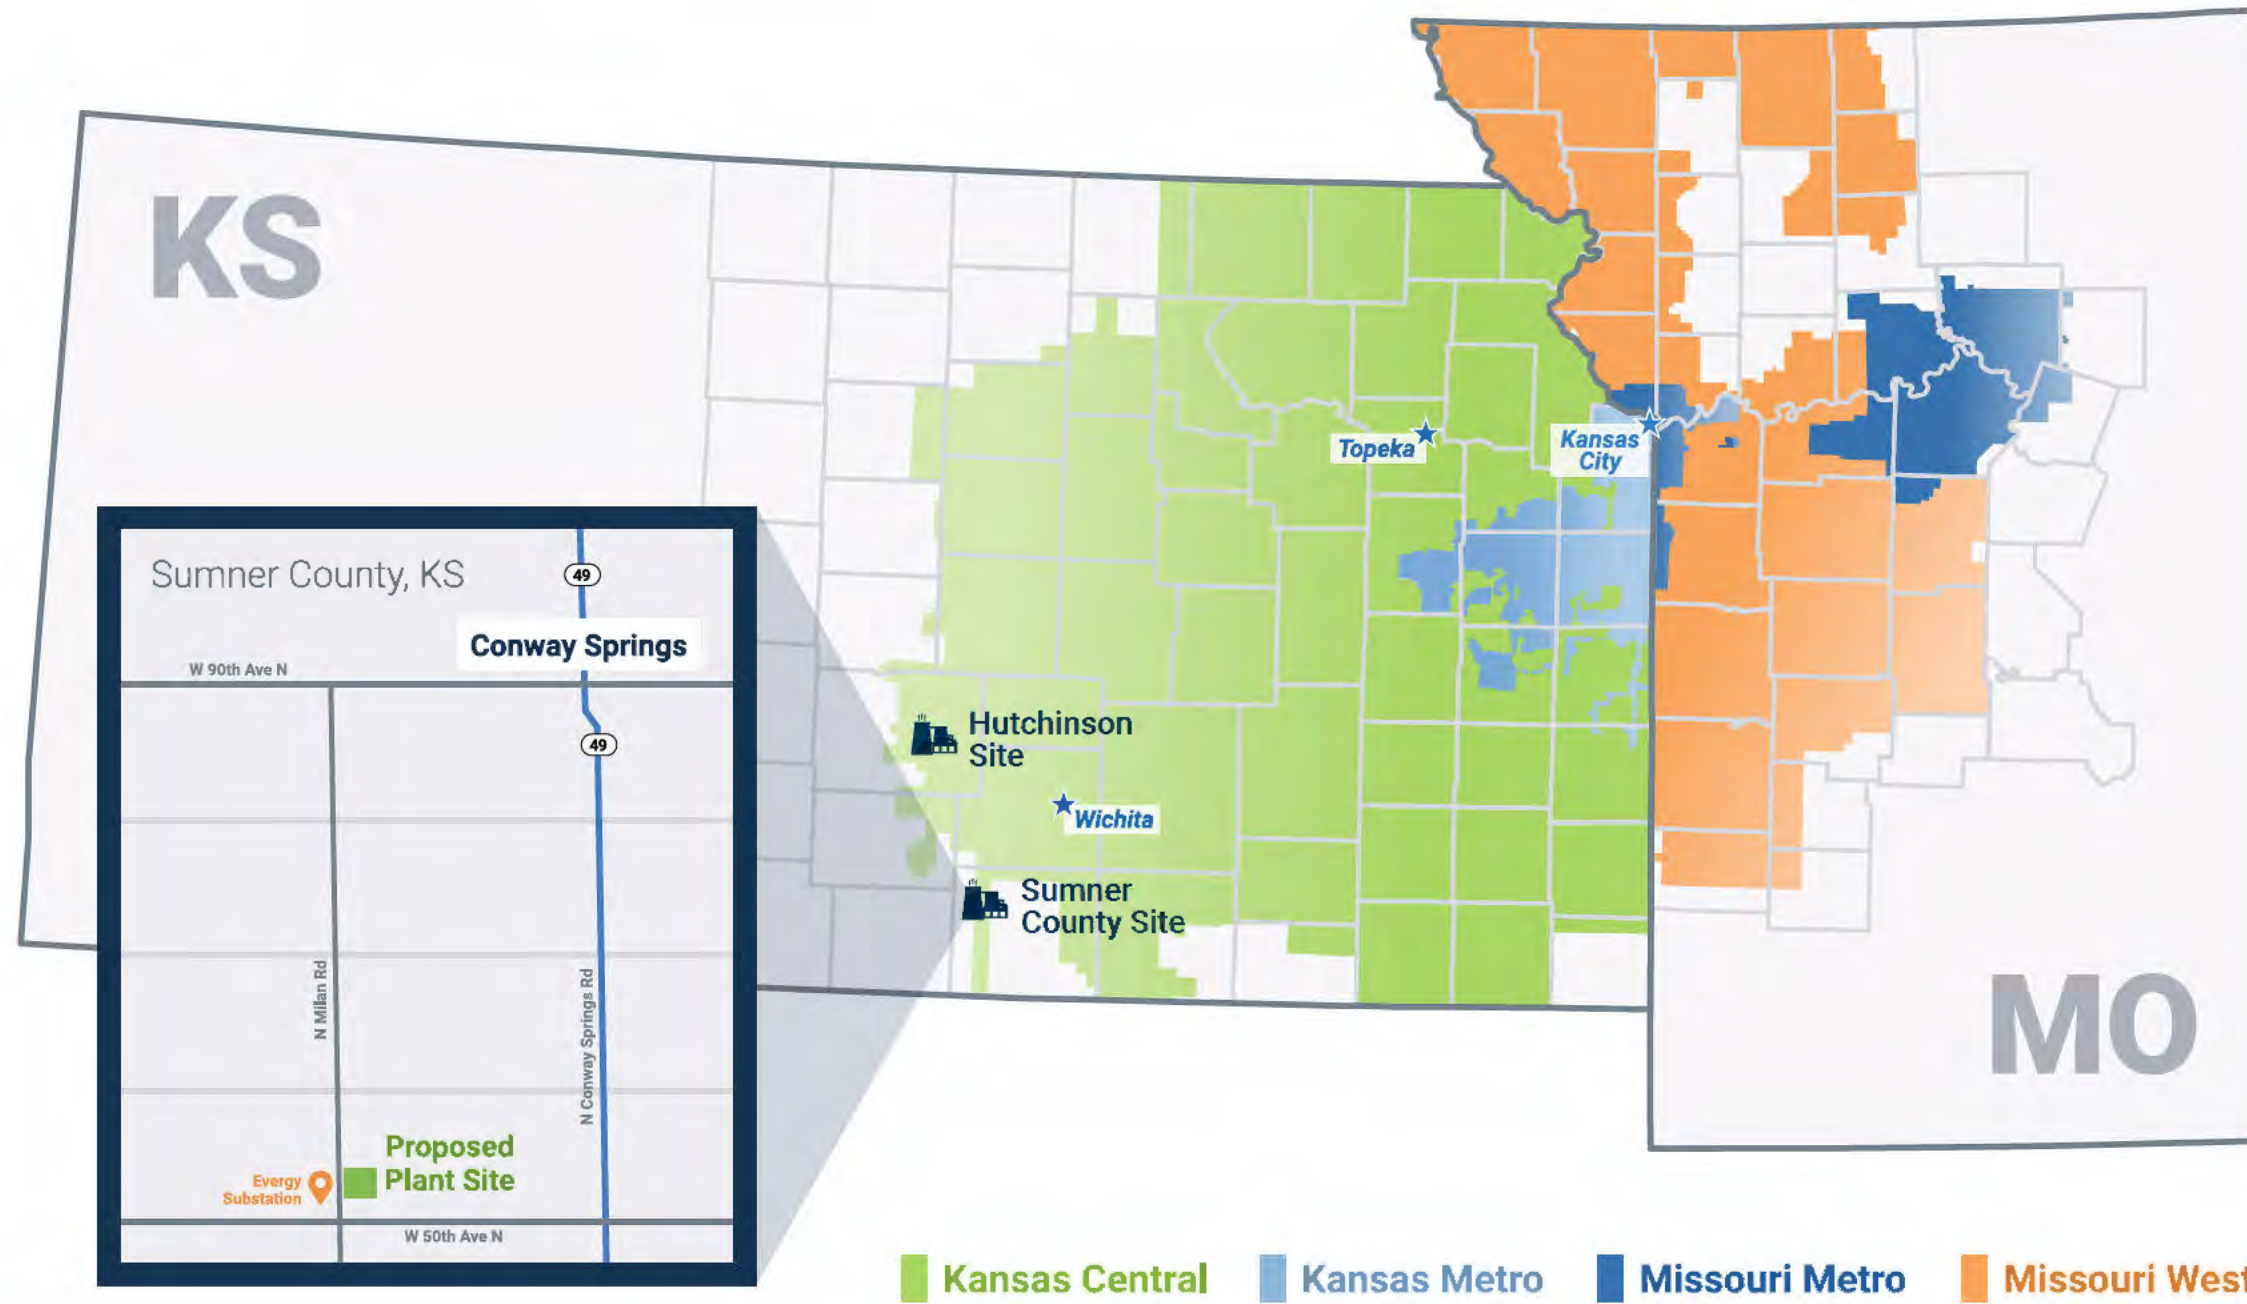 KS
Topeka
Kansas
City
Sumner County, KS
49
Conway Springs
W 90th Ave N
49
N Milan Rd
N Conway Springs Rd
Proposed
Plant Site
Evergy
Substation
W 50th Ave N
Hutchinson
Site
Wichita
Sumner
County Site
MO
Kansas Central
Kansas Metro
Missouri Metro
Missouri West